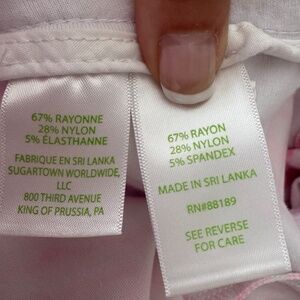 67% RAYONNE
28% NYLON
5% ÉLASTHANNE
FABRIQUE EN SRI LANKA
SUGARTOWN WORLDWIDE,
LLC
800 THIRD AVENUE
KING OF PRUSSIA, PA
67% RAYON
28% NYLON
5% SPANDEX
MADE IN SRI LANKA
RN#88189
SEE REVERSE
FOR CARE